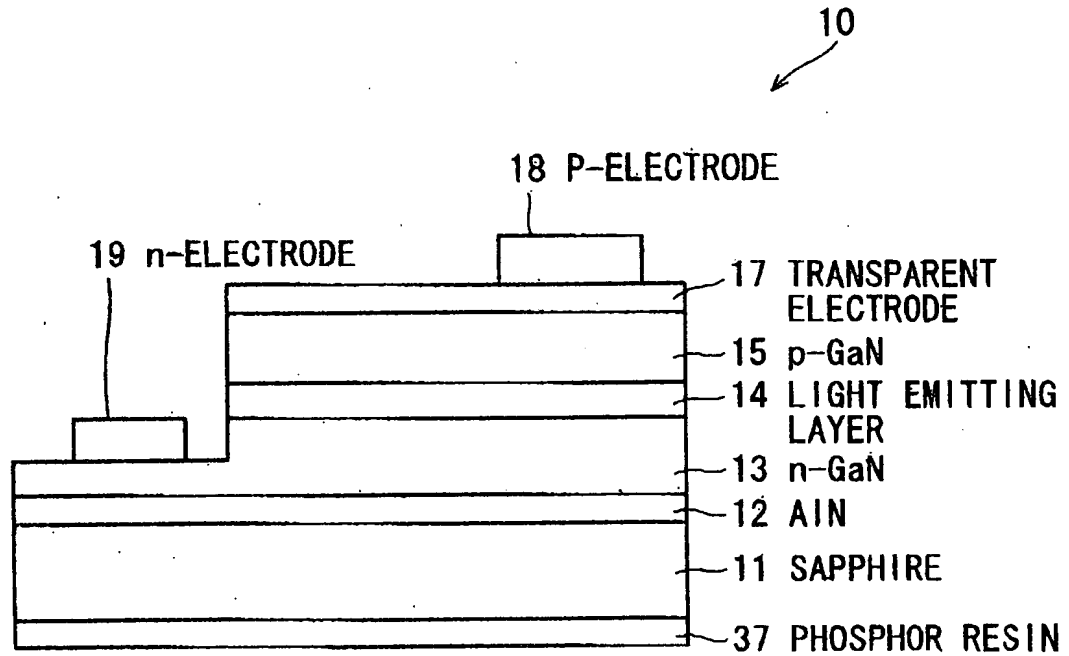 10
18 P-ELECTRODE
19 n-ELECTRODE
17 TRANSPARENT
ELECTRODE
15 p-GaN
14 LIGHT EMITTING
LAYER
13 n-GaN
12 AIN
11 SAPPHIRE
37 PHOSPHOR RESIN